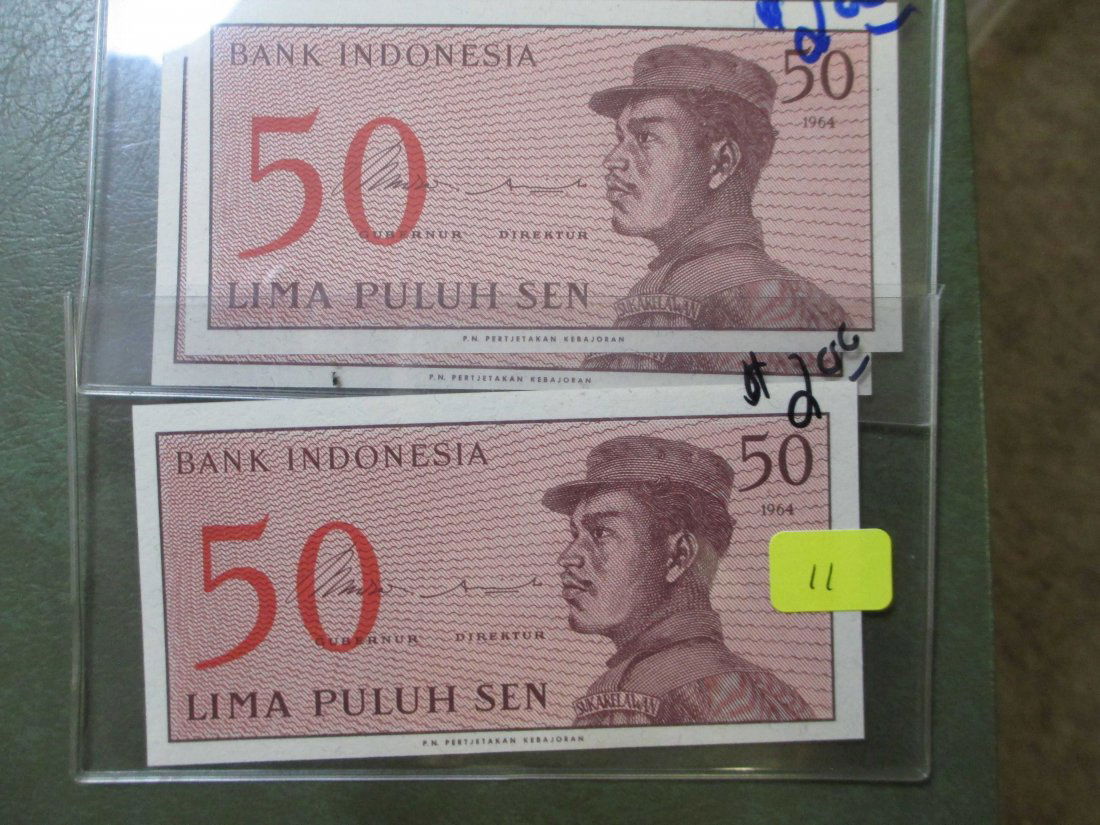 BANK INDONESIA
50
1964
50
GUBERNUR DIREKTUR
LIMA PULUH SEN
SUKARELAWAN
P.N. PERTJETAKAN KEBAJORAN
P.N. PERTJETAKAN KEBAJORAN
$200
BANK INDONESIA
50
1964
50
11
GUBERNUR DIREKTUR
LIMA PULUH SEN
SUKARELAWAN
P.N. PERTJETAKAN KEBAJORAN